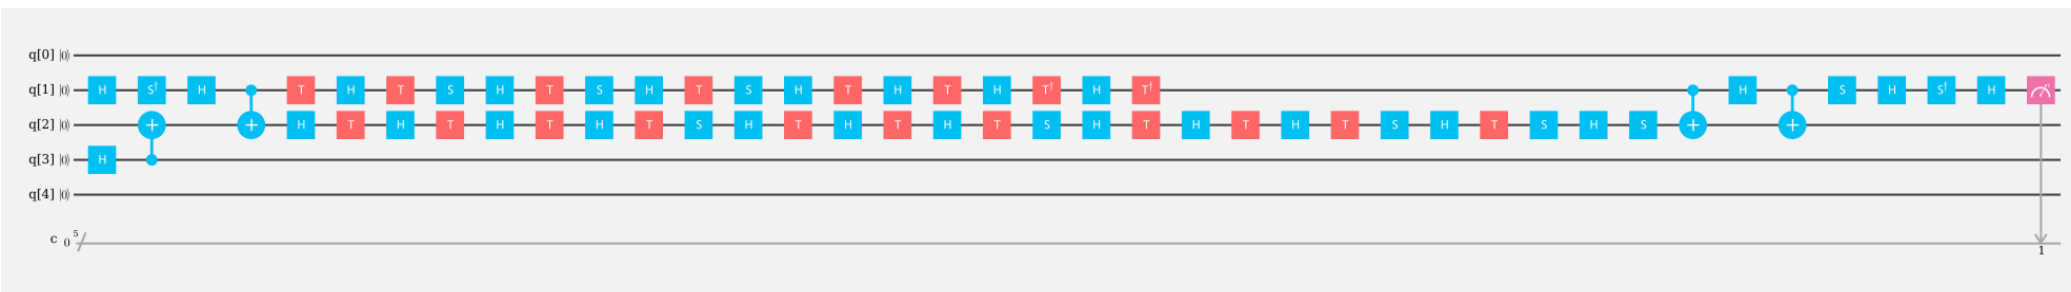 q[0] |0⟩
q[1] |0⟩ H S† H T H T S H T S H T S H T H T H T† H T† H S H S† H
q[2] |0⟩ + + H T H T H T H T S H T H T H T S H T H T H T S H T S H S + +
q[3] |0⟩ H
q[4] |0⟩
c 0 5
1